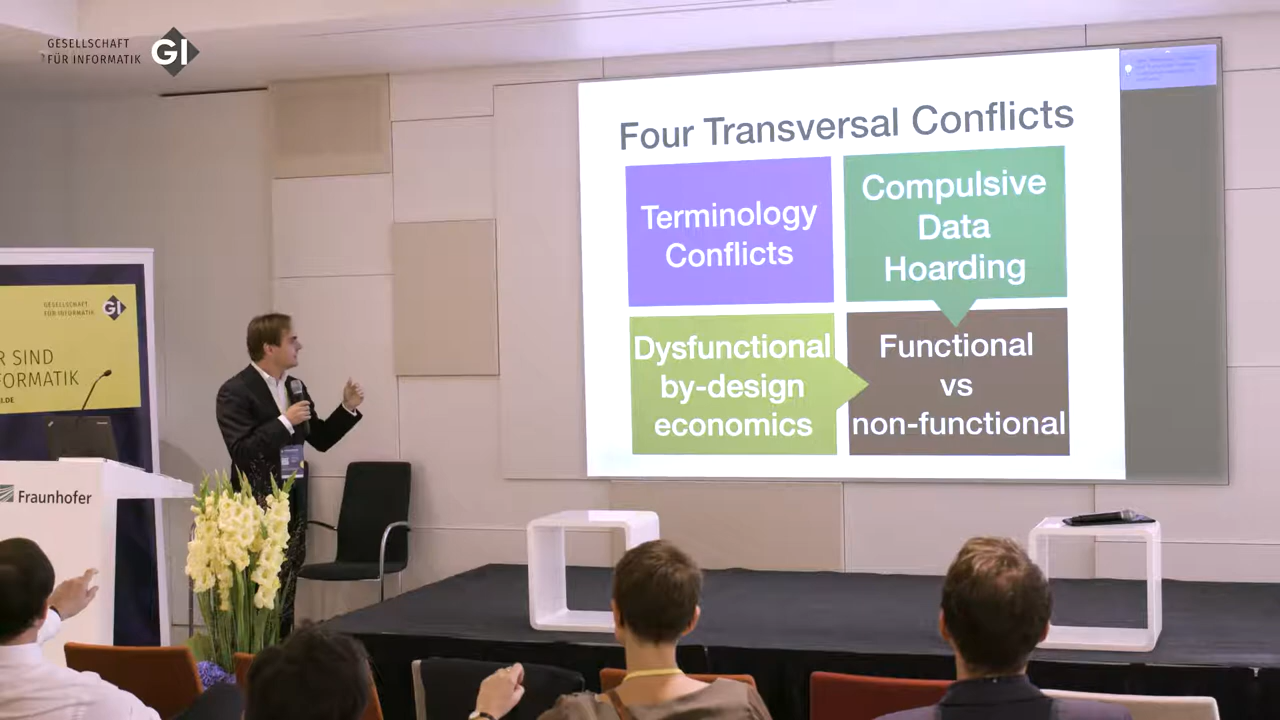 GESELLSCHAFT
FÜR INFORMATIK
GI
Four Transversal Conflicts
Terminology
Conflicts
Compulsive
Data
Hoarding
Dysfunctional
by-design
economics
Functional
vs
non-functional
GESELLSCHAFT
FÜR INFORMATIK
GI
R SIND
FORMATIK
.DE
Fraunhofer